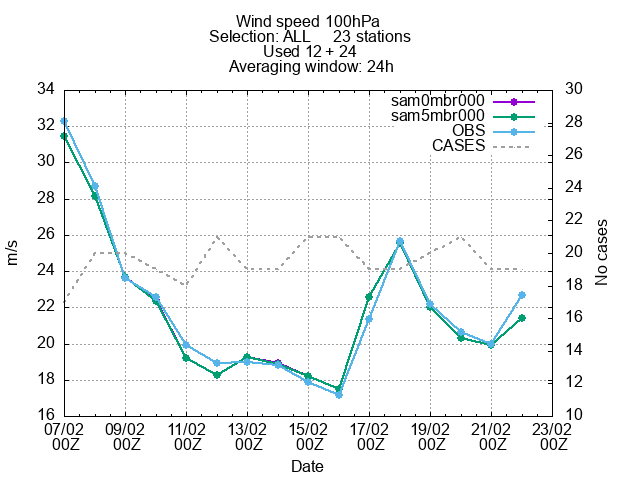 Wind speed 100hPa
Selection: ALL 23 stations
Used 12 + 24
Averaging window: 24h
sam0mbr000
sam5mbr000
OBS
CASES
34
32
30
28
26
24
22
20
18
16
m/s
30
28
26
24
22
20
18
16
14
12
10
No cases
07/02 09/02 11/02 13/02 15/02 17/02 19/02 21/02 23/02
00Z 00Z 00Z 00Z 00Z 00Z 00Z 00Z 00Z
Date